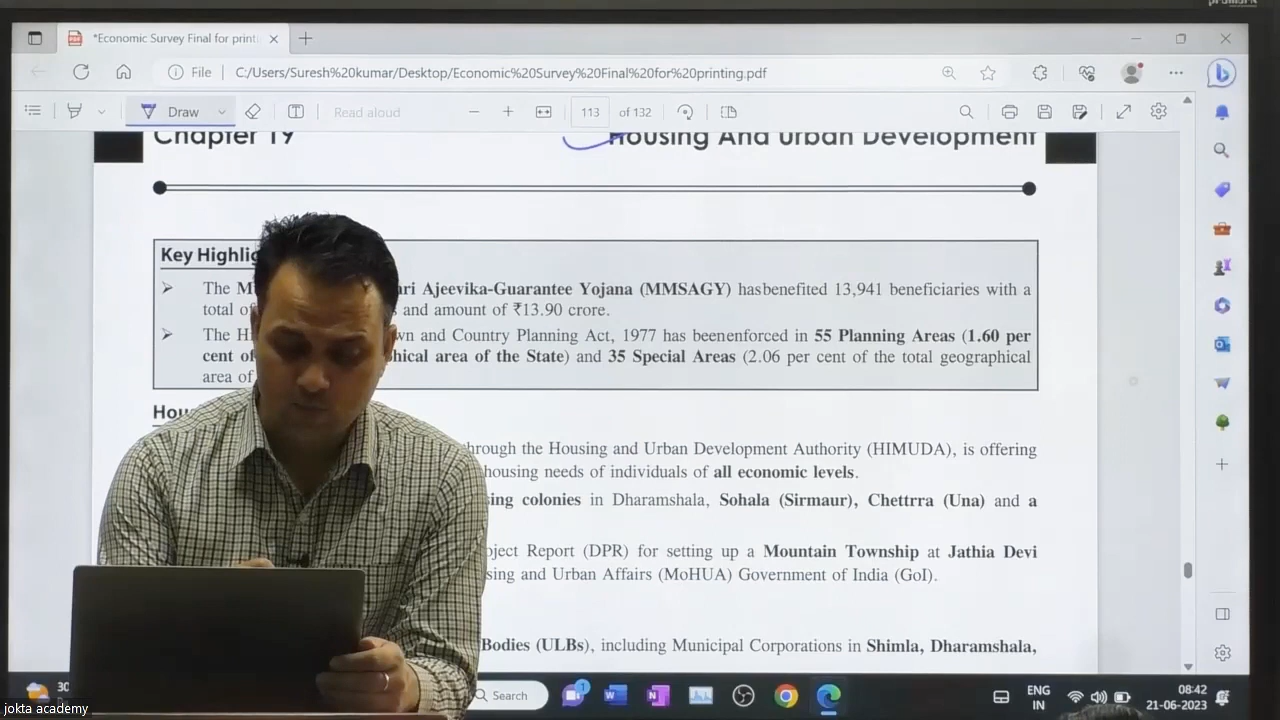 *Economic Survey Final for print
File
C:/Users/Suresh%20kumar/Desktop/Economic%20Survey%20Final%20for%20printing.pdf
Draw
Read aloud
113
of 132
Chapter 19
Housing And Urban Development
Key
The
ri Ajeevika-Guarantee Yojana (MMSAGY) hasbenefited 13,941 beneficiaries with a
total of
and amount of ₹13.90 crore.
The
wn and Country Planning Act, 1977 has beenenforced in 55 Planning Areas (1.60 per
cent of
hical area of the State) and 35 Special Areas (2.06 per cent of the total geographical
area of
through the Housing and Urban Development Authority (HIMUDA), is offering
housing needs of individuals of all economic levels.
ing colonies in Dharamshala, Sohala (Sirmaur), Chettrra (Una) and a
ject Report (DPR) for setting up a Mountain Township at Jathia Devi
sing and Urban Affairs (MoHUA) Government of India (GoI).
Bodies (ULBs), including Municipal Corporations in Shimla, Dharamshala,
30
Search
1
ENG
IN
08:42
21-06-2023
jokta academy